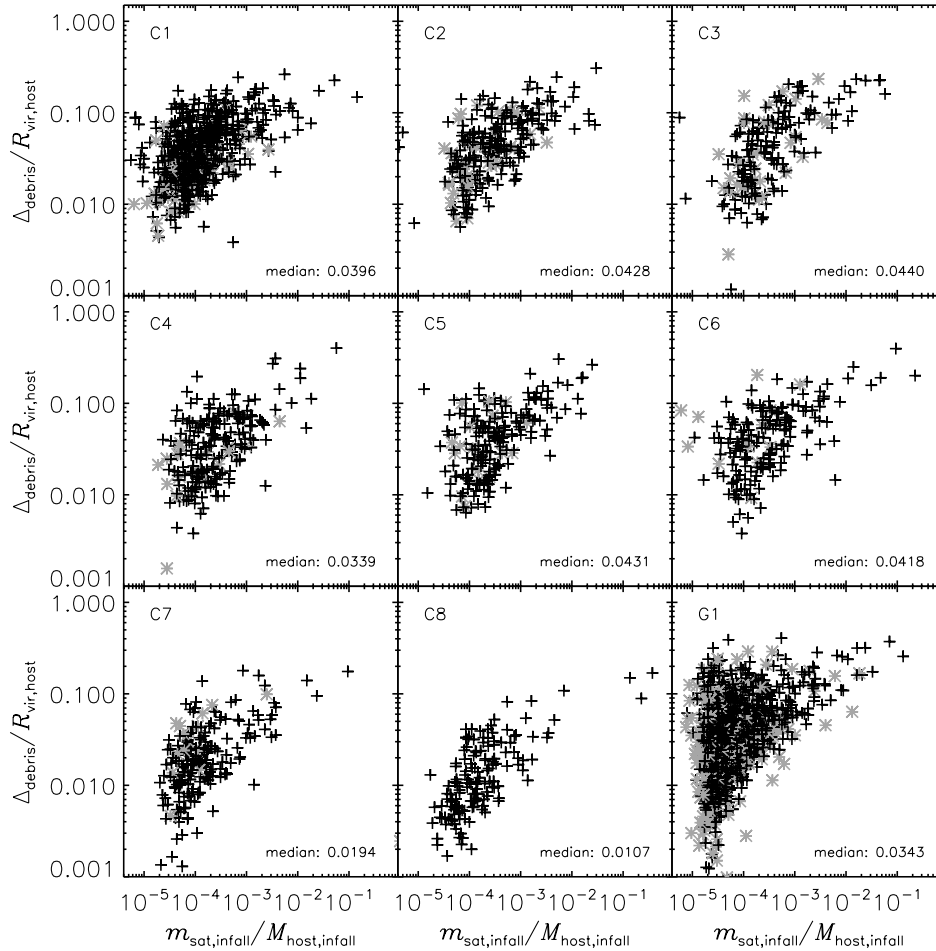 C1 C2 C3
1.000
0.100
0.010
0.001
Δdebris/Rvir,host
median: 0.0396 median: 0.0428 median: 0.0440
C4 C5 C6
1.000
0.100
0.010
0.001
Δdebris/Rvir,host
median: 0.0339 median: 0.0431 median: 0.0418
C7 C8 G1
1.000
0.100
0.010
0.001
Δdebris/Rvir,host
median: 0.0194 median: 0.0107 median: 0.0343
10⁻⁵ 10⁻⁴ 10⁻³ 10⁻² 10⁻¹ 10⁻⁵ 10⁻⁴ 10⁻³ 10⁻² 10⁻¹ 10⁻⁵ 10⁻⁴ 10⁻³ 10⁻² 10⁻¹
msat,infall/Mhost,infall msat,infall/Mhost,infall msat,infall/Mhost,infall